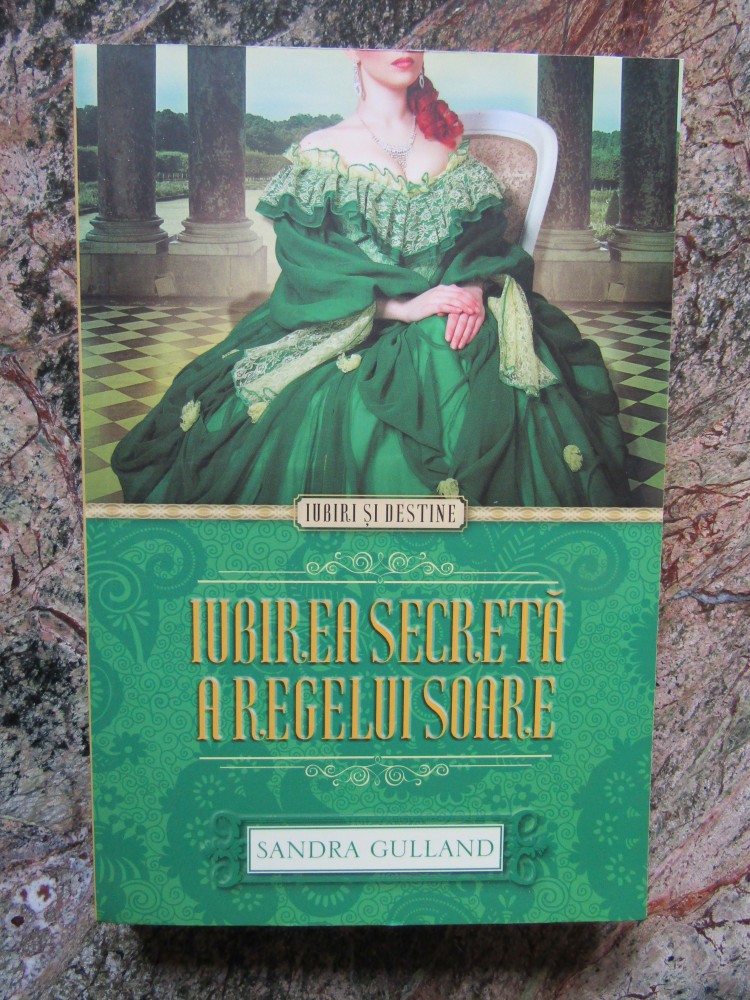 IUBIRI ȘI DESTINE
IUBIREA SECRETĂ
A REGELUI SOARE
SANDRA GULLAND